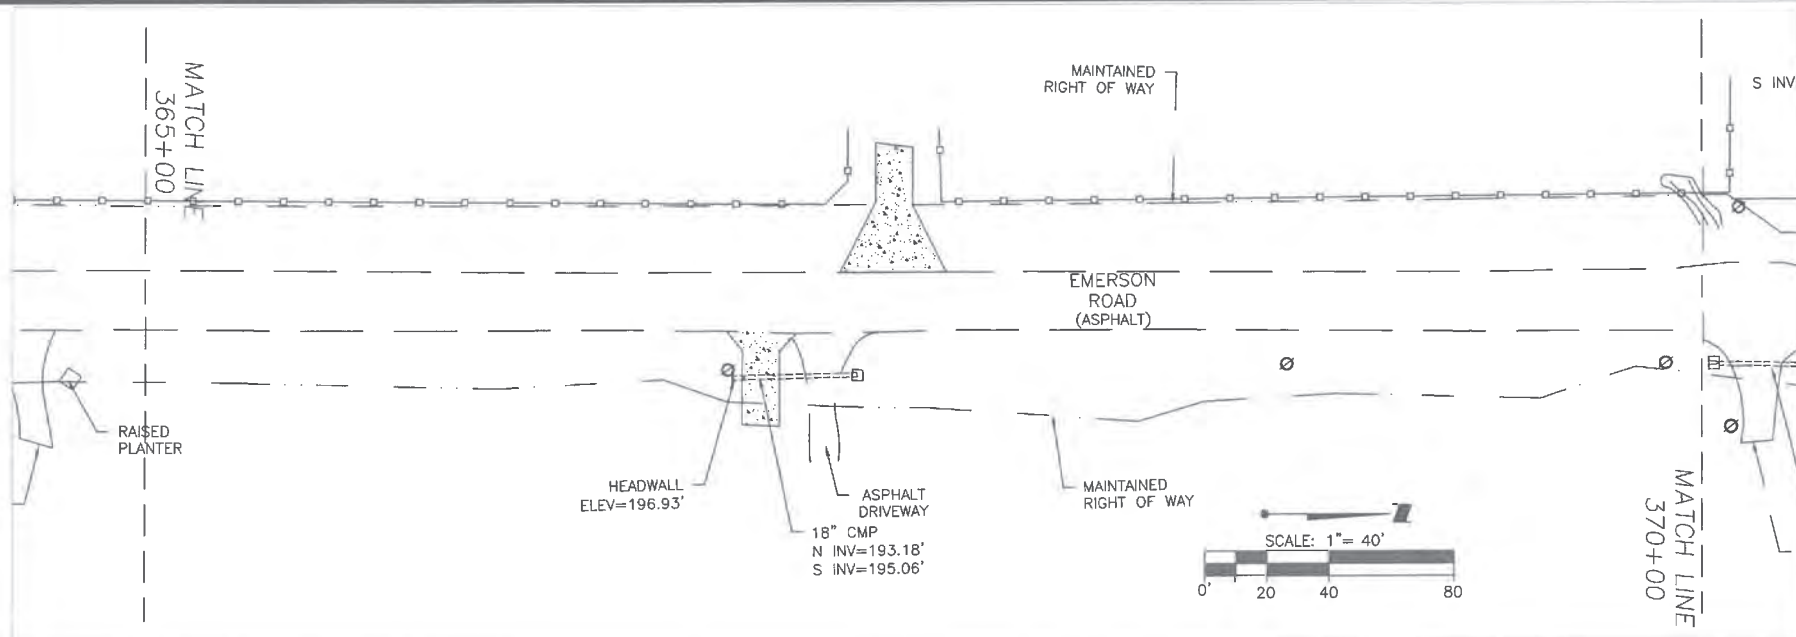 MATCH LINE
365+00
MAINTAINED
RIGHT OF WAY
S INV
EMERSON
ROAD
(ASPHALT)
RAISED
PLANTER
HEADWALL
ELEV=196.93'
ASPHALT
DRIVEWAY
18" CMP
N INV=193.18'
S INV=195.06'
MAINTAINED
RIGHT OF WAY
SCALE: 1"= 40'
0' 20 40 80
MATCH LINE
370+00